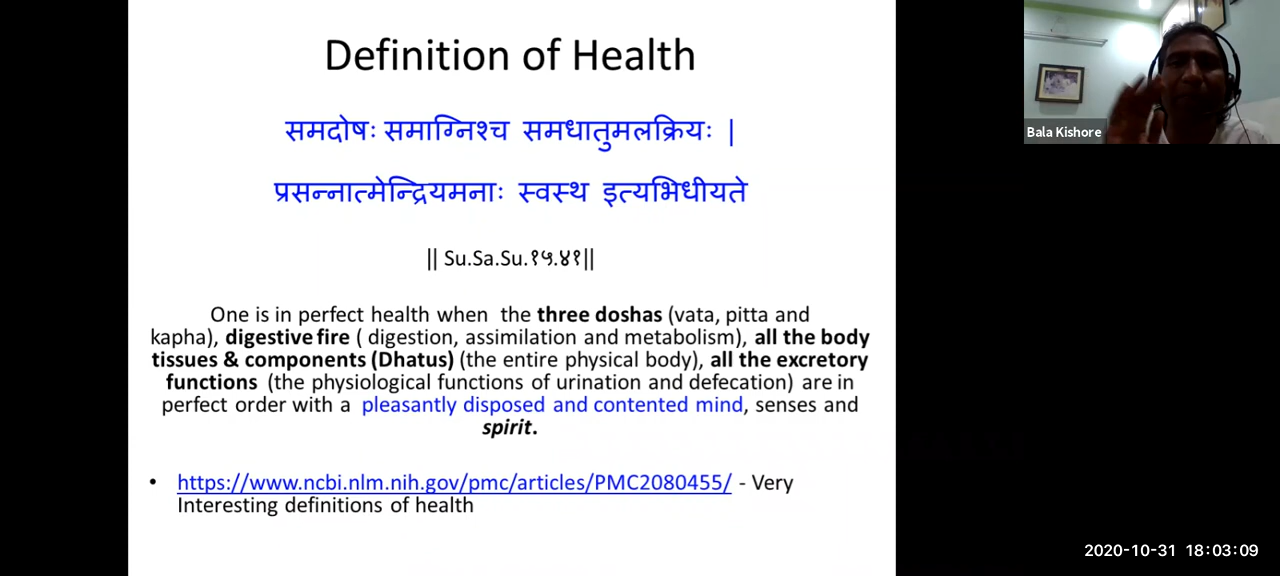 Definition of Health
समदोषः समाग्निश्च समधातुमलक्रियः |
प्रसन्नात्मेन्द्रियमनाः स्वस्थ इत्यभिधीयते
|| Su.Sa.Su.१५.४१||
One is in perfect health when the three doshas (vata, pitta and
kapha), digestive fire ( digestion, assimilation and metabolism), all the body
tissues & components (Dhatus) (the entire physical body), all the excretory
functions (the physiological functions of urination and defecation) are in
perfect order with a pleasantly disposed and contented mind, senses and
spirit.
• https://www.ncbi.nlm.nih.gov/pmc/articles/PMC2080455/ - Very
Interesting definitions of health
Bala Kishore
2020-10-31 18:03:09